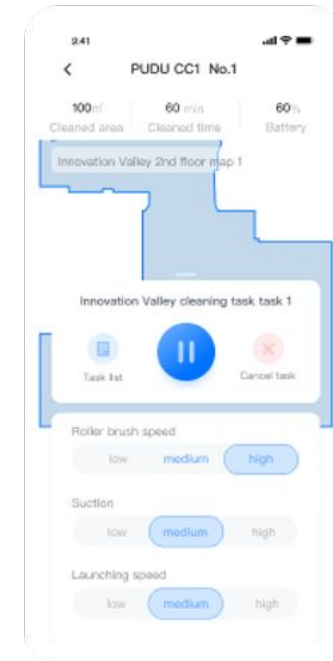 9:41
PUDU CC1 No.1
100㎡ 60 min 60%
Cleaned area Cleaned time Battery
Innovation Valley 2nd floor map 1
Innovation Valley cleaning task task 1
Task list Cancel task
Roller brush speed
low medium high
Suction
low medium high
Launching speed
low medium high